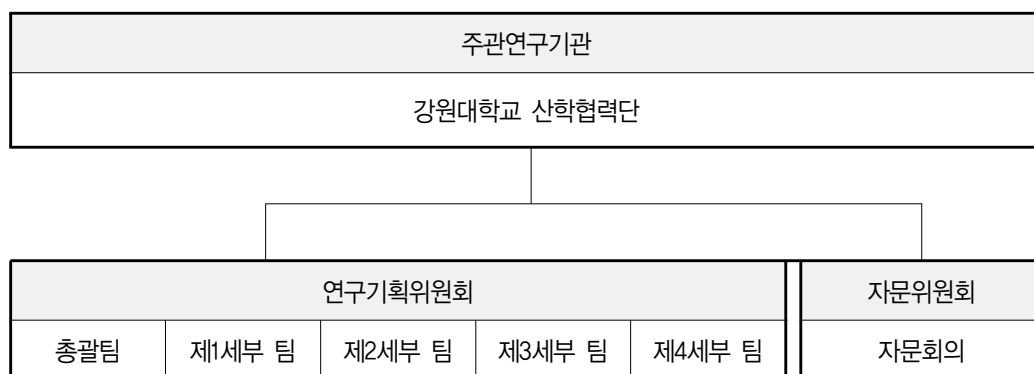 주관연구기관
강원대학교 산학협력단
연구기획위원회 자문위원회
총괄팀 제1세부 팀 제2세부 팀 제3세부 팀 제4세부 팀 자문회의